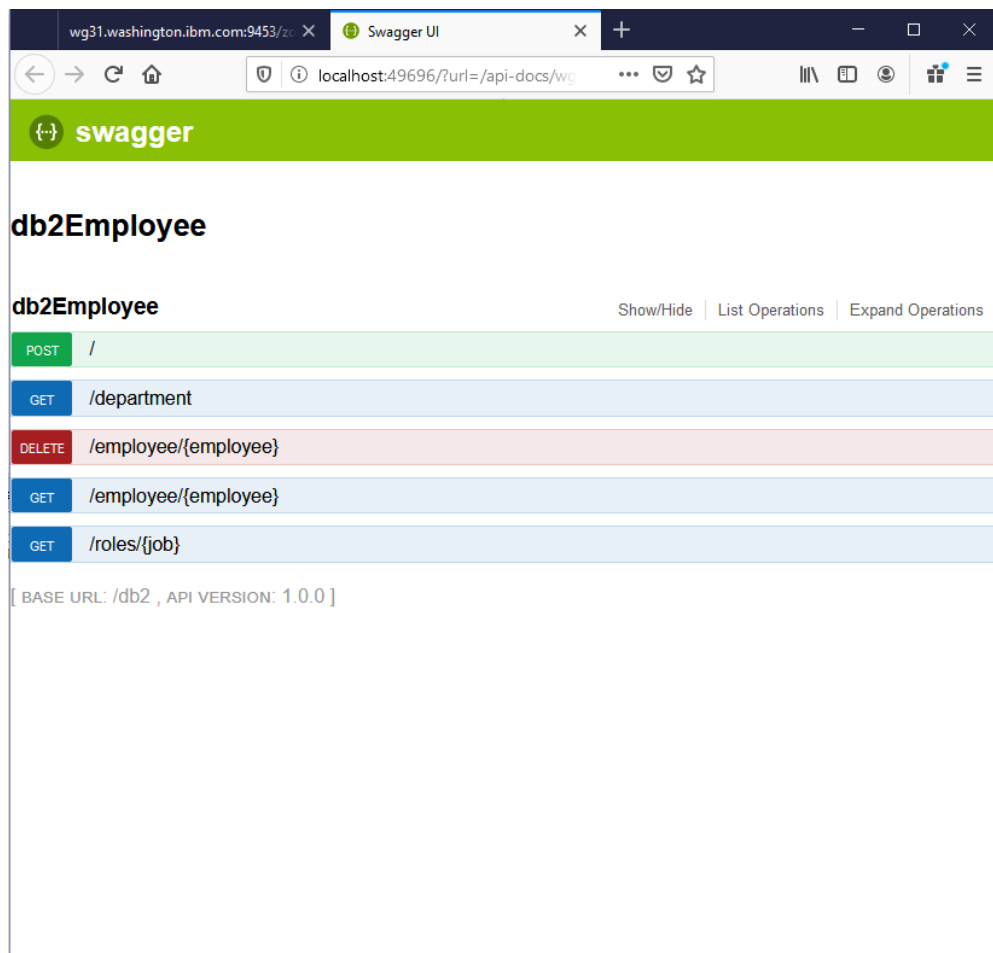 wg31.washington.ibm.com:9453/zo
Swagger UI
localhost:49696/?url=/api-docs/wg
{...} swagger
db2Employee
db2Employee Show/Hide List Operations Expand Operations
POST /
GET /department
DELETE /employee/{employee}
GET /employee/{employee}
GET /roles/{job}
[ BASE URL: /db2 , API VERSION: 1.0.0 ]